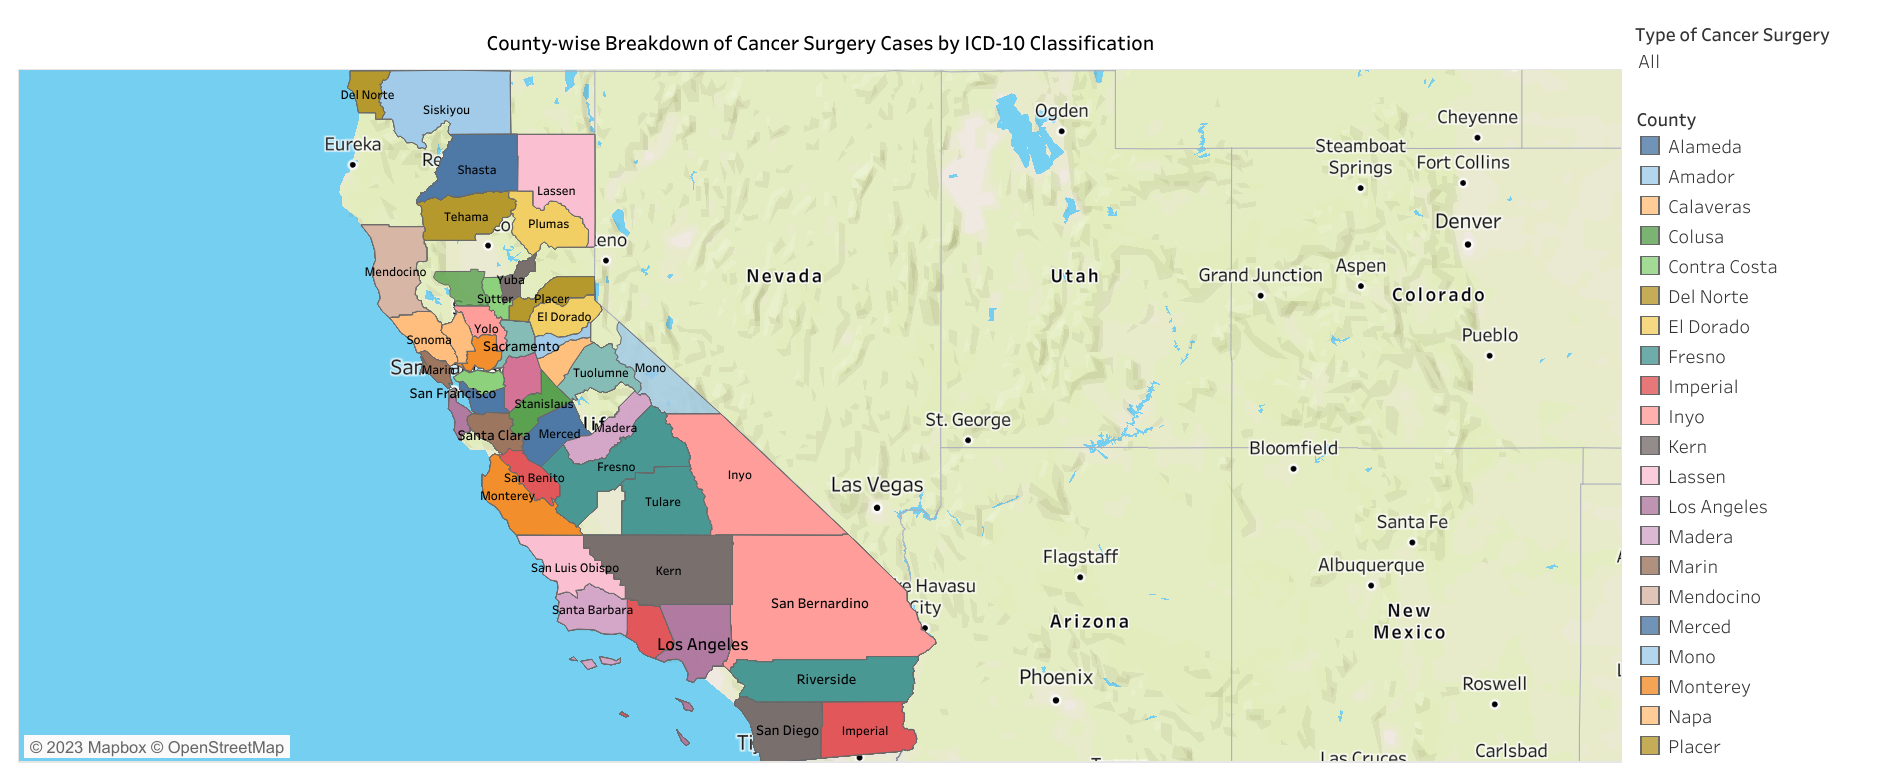 County-wise Breakdown of Cancer Surgery Cases by ICD-10 Classification
Type of Cancer Surgery
All
County
Alameda
Amador
Calaveras
Colusa
Contra Costa
Del Norte
El Dorado
Fresno
Imperial
Inyo
Kern
Lassen
Los Angeles
Madera
Marin
Mendocino
Merced
Mono
Monterey
Napa
Placer
Del Norte
Siskiyou
Eureka
Shasta
Lassen
Tehama
Plumas
Mendocino
Yuba
Sutter
Placer
El Dorado
Yolo
Sonoma
Sacramento
Marin
Tuolumne
Mono
San Francisco
Stanislaus
Santa Clara
Merced
Madera
Fresno
San Benito
Monterey
Tulare
Inyo
San Luis Obispo
Kern
Santa Barbara
San Bernardino
Los Angeles
Riverside
San Diego
Imperial
Nevada
Utah
Colorado
Arizona
New
Mexico
Ogden
Cheyenne
Steamboat
Springs
Fort Collins
Denver
Grand Junction
Aspen
Pueblo
St. George
Bloomfield
Las Vegas
Santa Fe
Flagstaff
Albuquerque
Havasu
City
Phoenix
Roswell
Las Cruces
Carlsbad
© 2023 Mapbox © OpenStreetMap